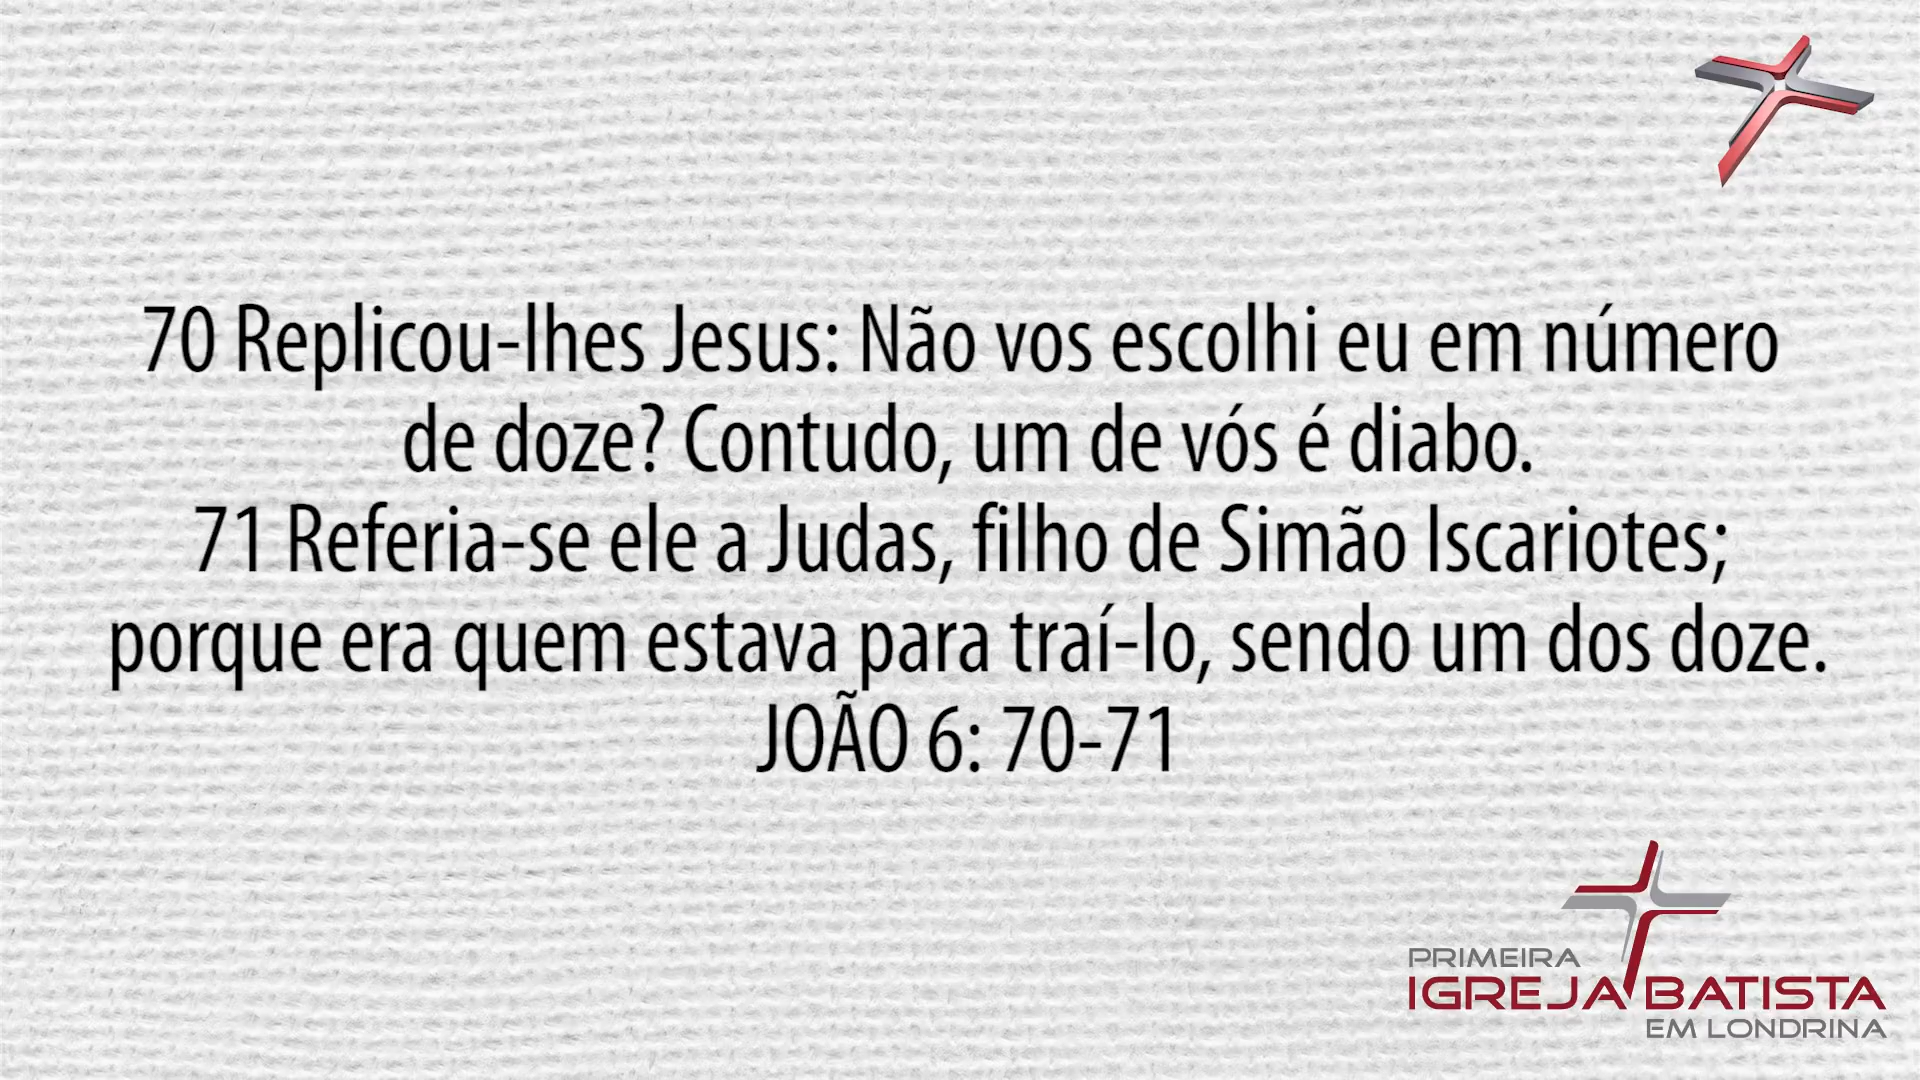 70 Replicou-lhes Jesus: Não vos escolhi eu em número
de doze? Contudo, um de vós é diabo.
71 Referia-se ele a Judas, filho de Simão Iscariotes;
porque era quem estava para traí-lo, sendo um dos doze.
JOÃO 6: 70-71
PRIMEIRA
IGREJA BATISTA
EM LONDRINA